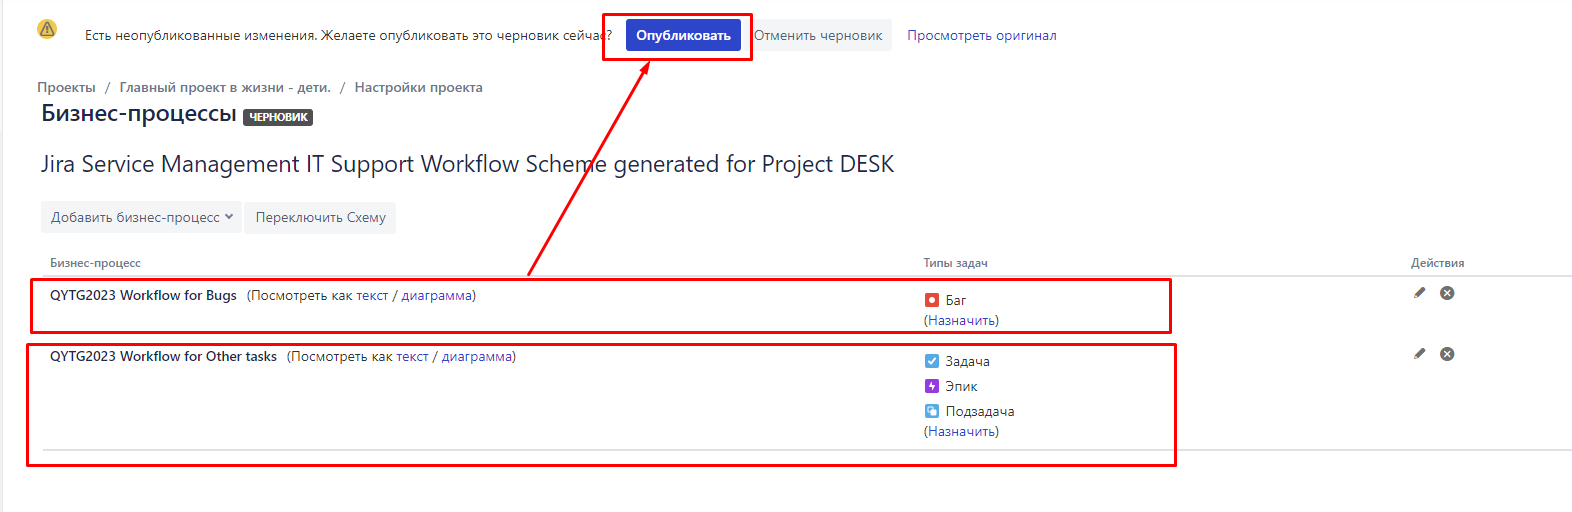 Есть неопубликованные изменения. Желаете опубликовать это черновик сейчас? Опубликовать Отменить черновик Просмотреть оригинал
Проекты / Главный проект в жизни - дети. / Настройки проекта
Бизнес-процессы ЧЕРНОВИК
Jira Service Management IT Support Workflow Scheme generated for Project DESK
Добавить бизнес-процесс Переключить Схему
Бизнес-процесс Типы задач Действия
QYTG2023 Workflow for Bugs (Посмотреть как текст / диаграмма)
Баг
(Назначить)
QYTG2023 Workflow for Other tasks (Посмотреть как текст / диаграмма)
Задача
Эпик
Подзадача
(Назначить)